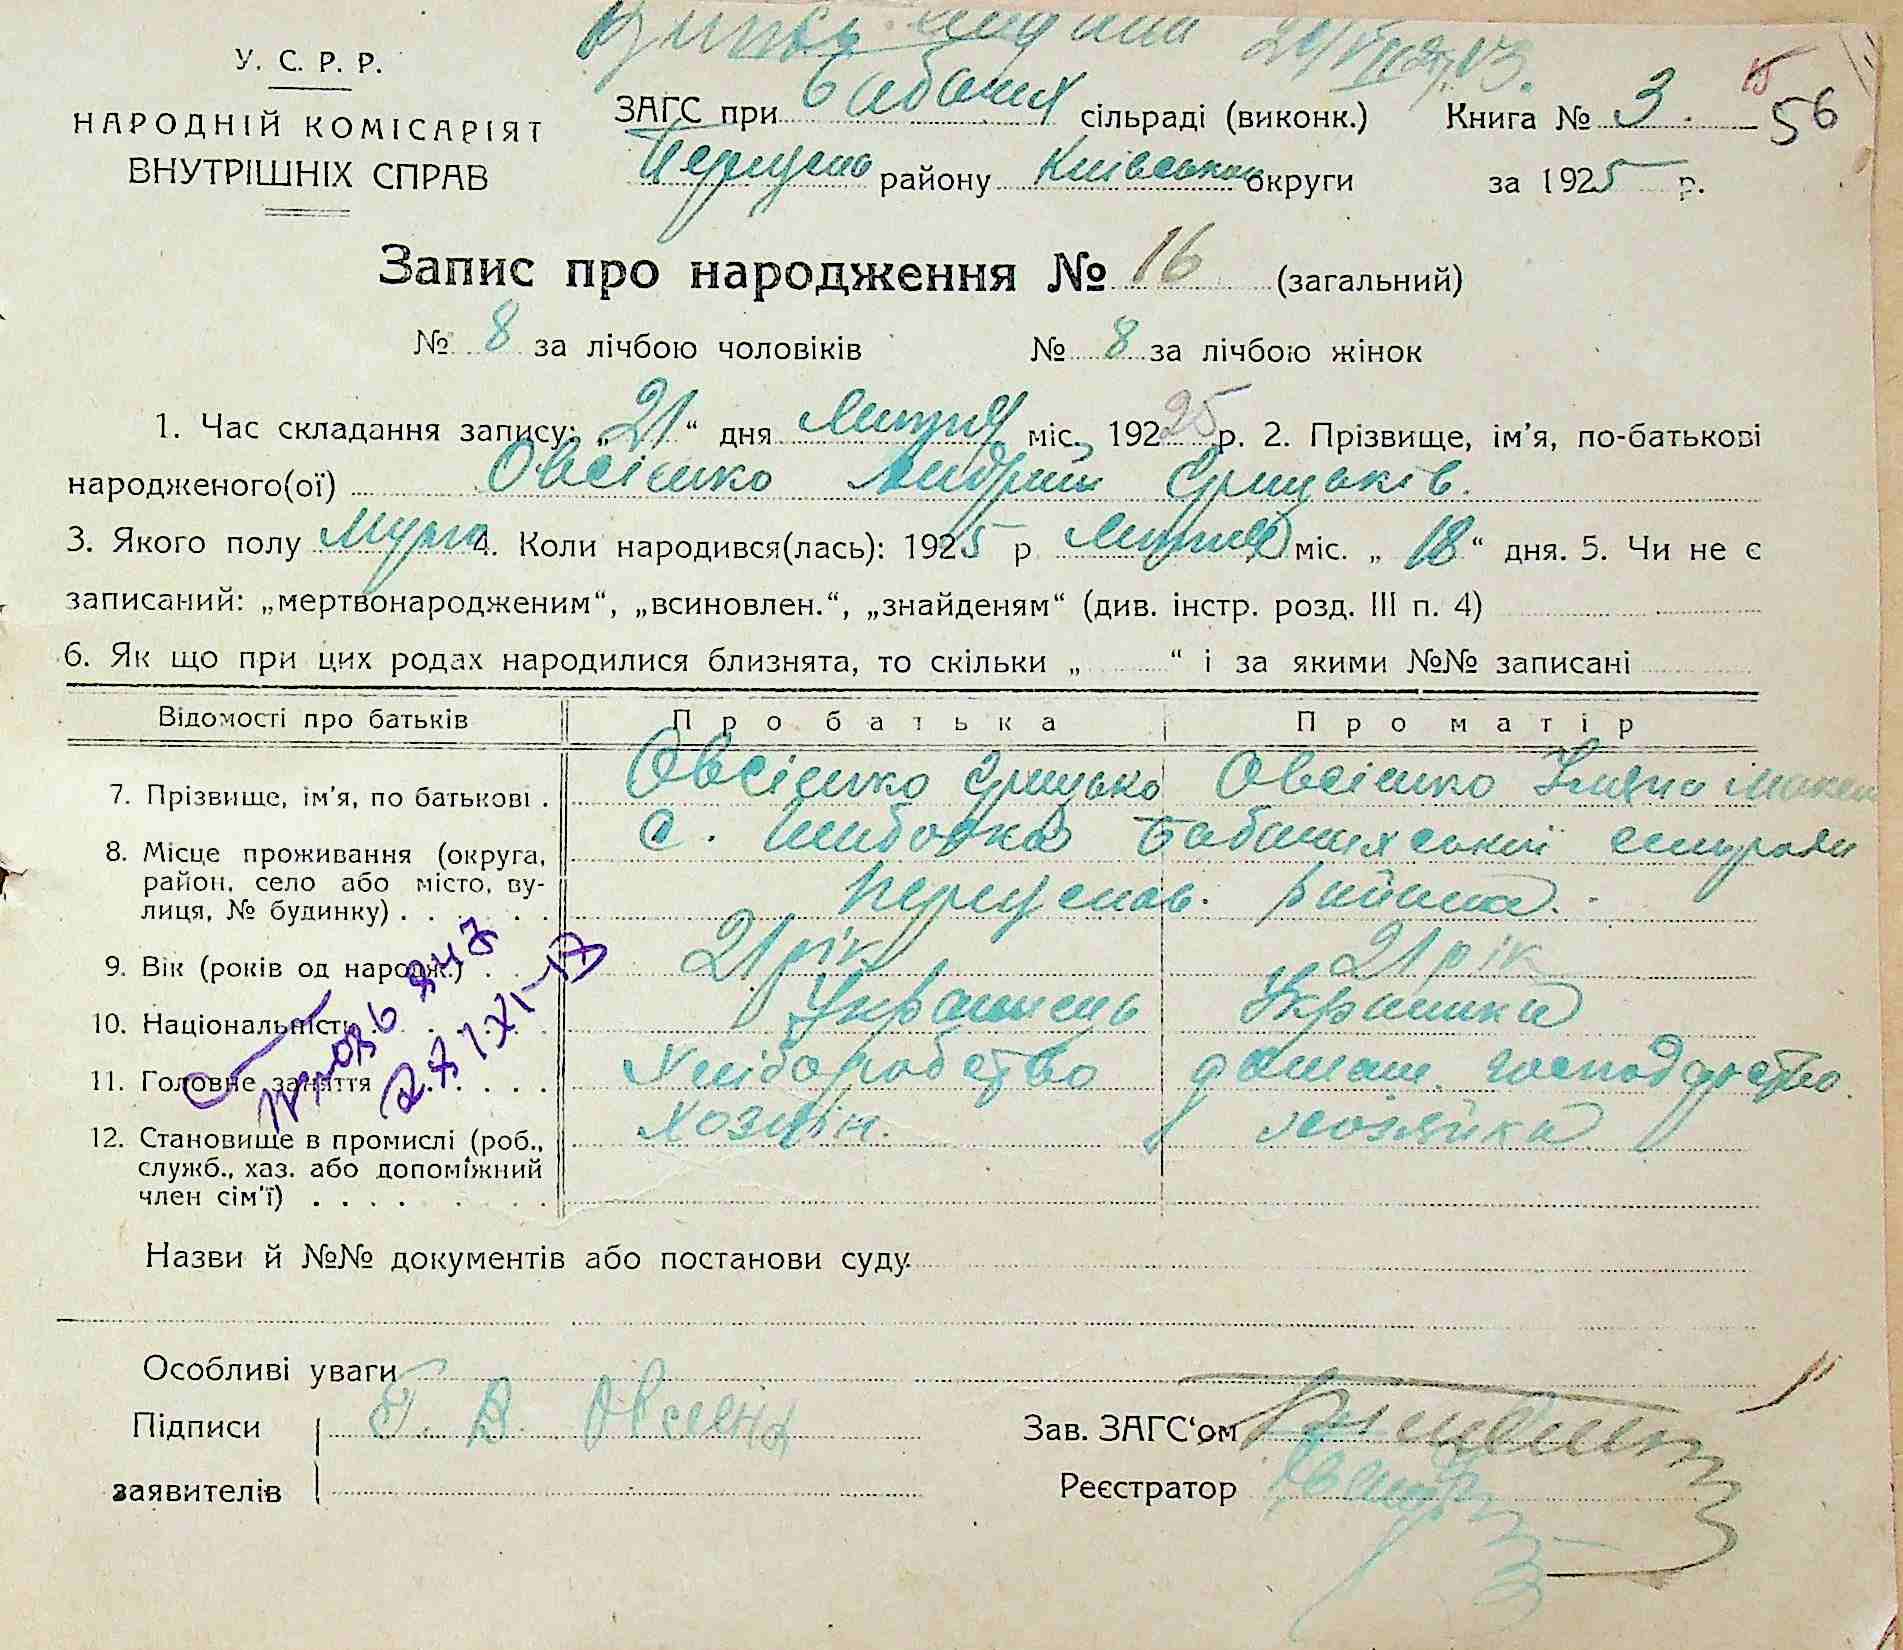 У. С. Р. Р.
НАРОДНІЙ КОМІСАРІЯТ
ВНУТРІШНІХ СПРАВ
ЗАГС при Бабачих сільраді (виконк.) Книга № 3. 56
району Київської округи за 1925 р.
Запис про народження № 16 (загальний)
№ 8 за лічбою чоловіків № 8 за лічбою жінок
1. Час складання запису: „21“ дня Липня міс. 1925 р. 2. Прізвище, ім'я, по-батькові
народженого(ої) Овсієнко Андрій Грицьків.
3. Якого полу 4. Коли народився(лась): 1925 р Липня міс. „18“ дня. 5. Чи не є
записаний: „мертвонародженим“, „всиновлен.“, „знайденям“ (див. інстр. розд. III п. 4)
6. Як що при цих родах народилися близнята, то скільки „ “ і за якими №№ записані
Відомості про батьків Про батька Про матір
7. Прізвище, ім'я, по батькові . Овсієнко Грицько Овсієнко
8. Місце проживання (округа, с.
район, село або місто, ву-
лиця, № будинку) . . . . . Переяслав. района.
9. Вік (років од народж.) . . 21 рік 21 рік
10. Національність . . . . Українець Українка
11. Головне заняття . . . . Хліборобство домаш. господарство
12. Становище в промислі (роб., хозяїн. хозяйка
служб., хаз. або допоміжний
член сім'ї) . . . . . . .
Назви й №№ документів або постанови суду.
Особливі уваги
Підписи Г. В. Зав. ЗАГС'ом
заявителів Реєстратор